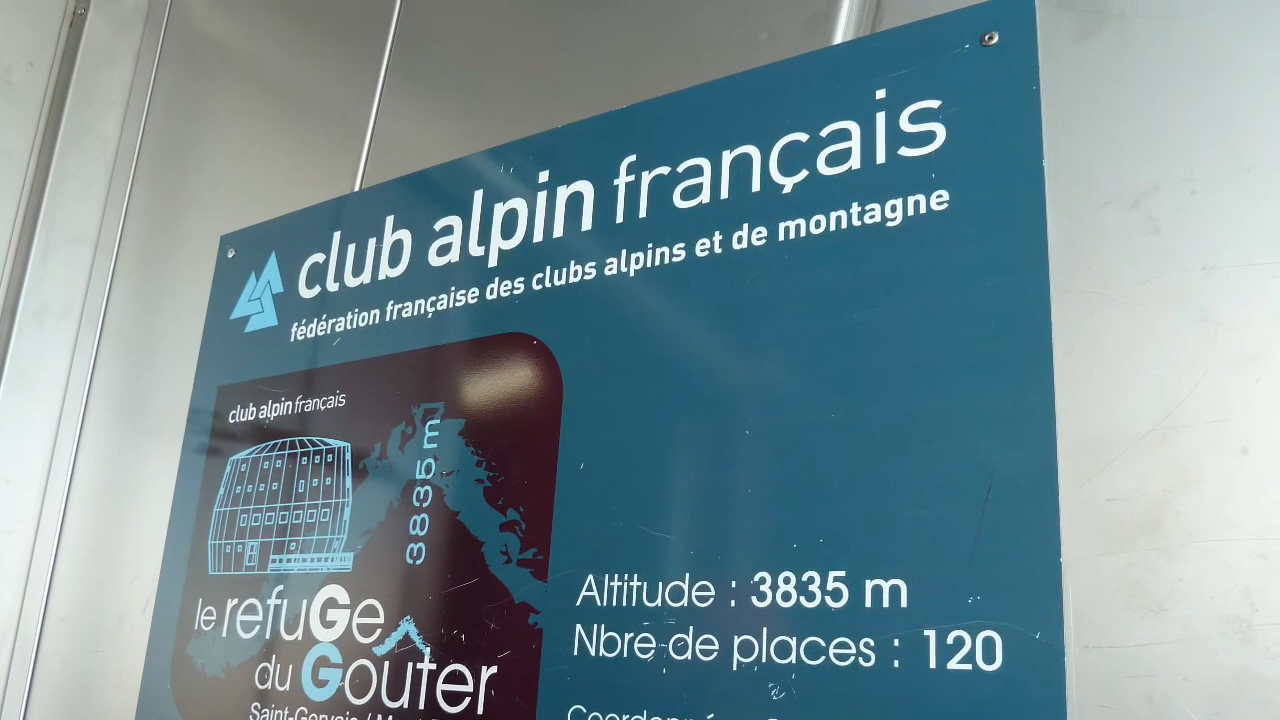 club alpin français
fédération française des clubs alpins et de montagne
club alpin français
3835 m
le refuGe
du Goûter
Altitude : 3835 m
Nbre de places : 120